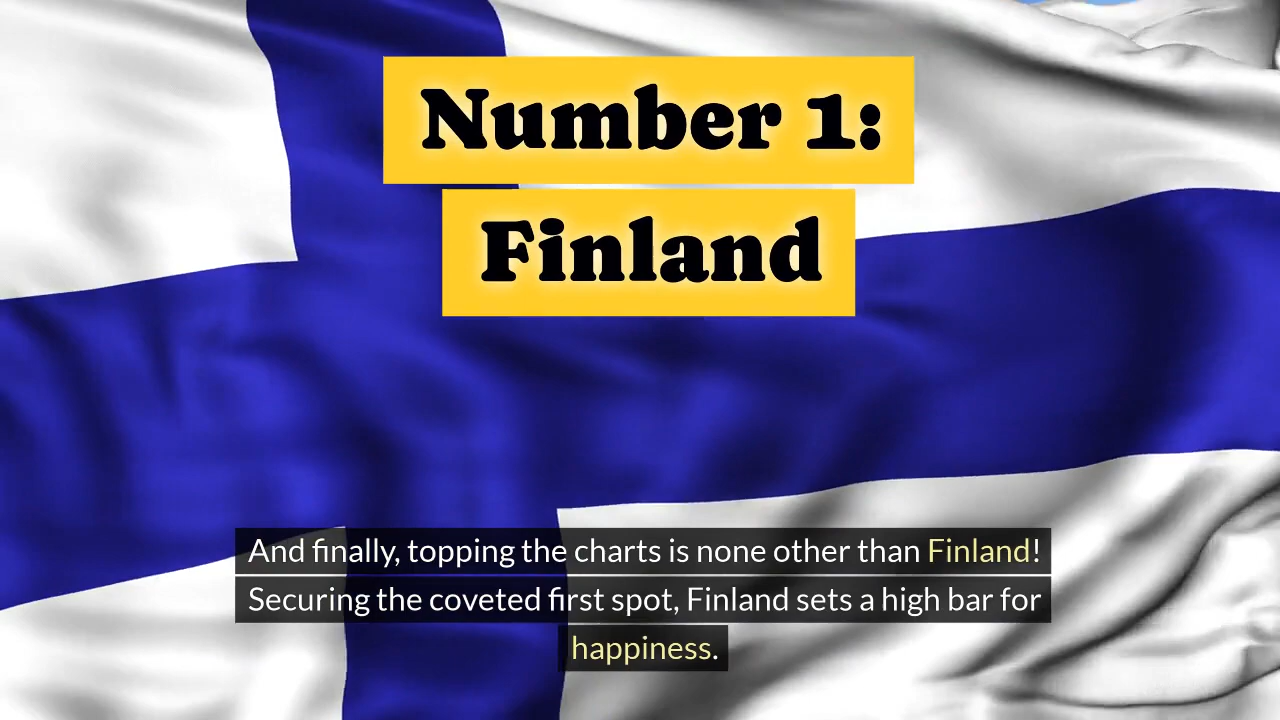 Number 1:
Finland
And finally, topping the charts is none other than Finland!
Securing the coveted first spot, Finland sets a high bar for
happiness.